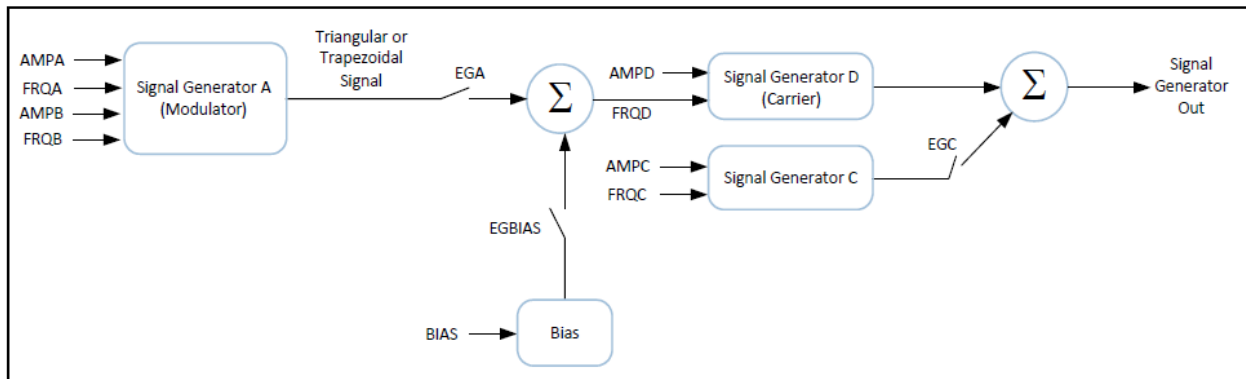 AMPA
FRQA
AMPB
FRQB
Signal Generator A
(Modulator)
Triangular or
Trapezoidal
Signal
EGA
Σ
EGBIAS
BIAS
Bias
AMPD
FRQD
Signal Generator D
(Carrier)
AMPC
FRQC
Signal Generator C
EGC
Σ
Signal
Generator
Out